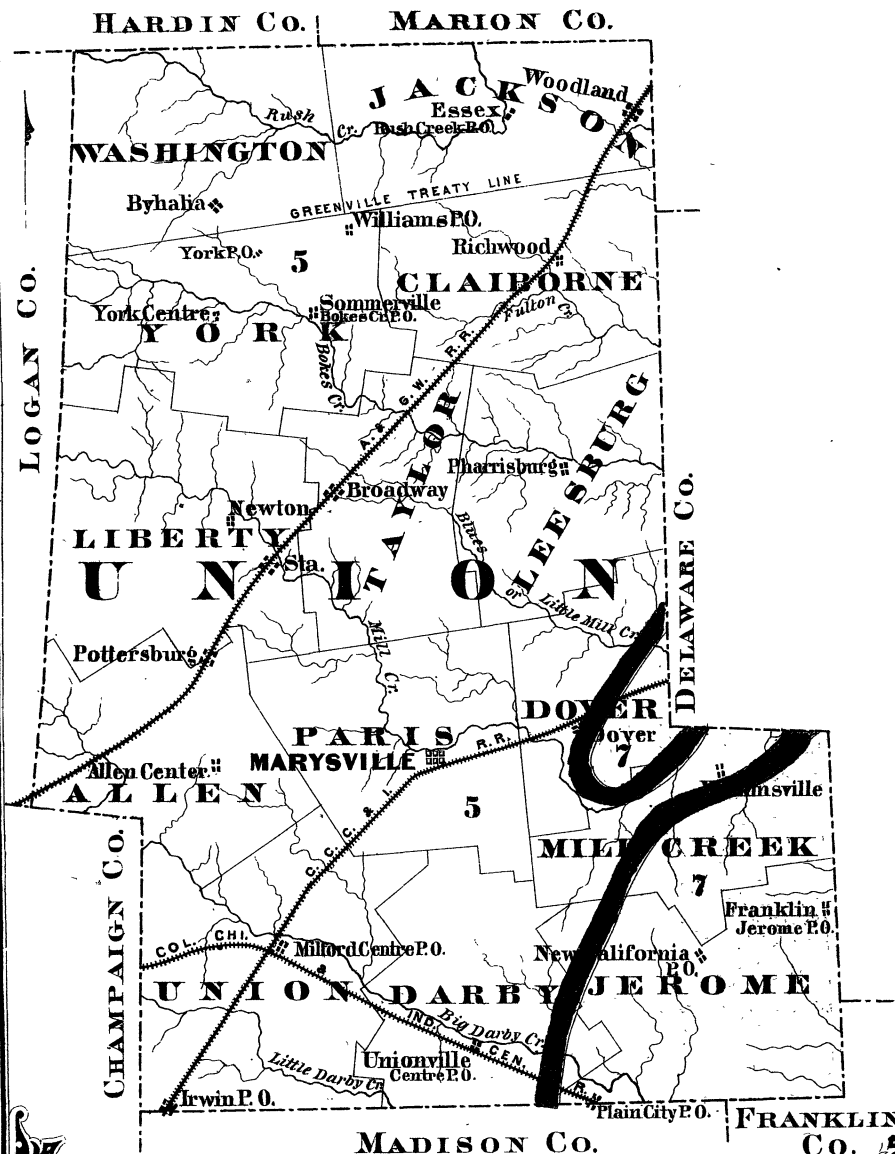 HARDIN CO.
MARION CO.
JACKSON
Woodland
Essex
Rush Creek P.O.
Rush
Cr.
WASHINGTON
Byhalia
GREENVILLE TREATY LINE
Williams P.O.
York P.O.
5
Richwood
CLAIBORNE
LOGAN CO.
York Centre
Sommerville
Bokes Cr. P.O.
Fulton
Cr.
YORK
Bokes Cr.
A. & G. W. R. R.
TAYLOR
LEESBURG
Pharrisburg
Broadway
Newton
LIBERTY
Sta.
Blues
or
Little Mill Cr.
DELAWARE CO.
UNION
Mill
Cr.
Pottersburg
DOVER
Dover
7
PARIS
R. R.
MARYSVILLE
Allen Center
ALLEN
5
C. C. C. & I.
MILL CREEK
7
CHAMPAIGN CO.
Franklin
Jerome P.O.
COL. CHI.
&
IND. CEN.
R.
Milford Centre P.O.
New California
P.O.
UNION
DARBY
JEROME
Big Darby Cr.
Unionville
Centre P.O.
Little Darby Cr.
Irwin P.O.
Plain City P.O.
MADISON CO.
FRANKLIN
CO.